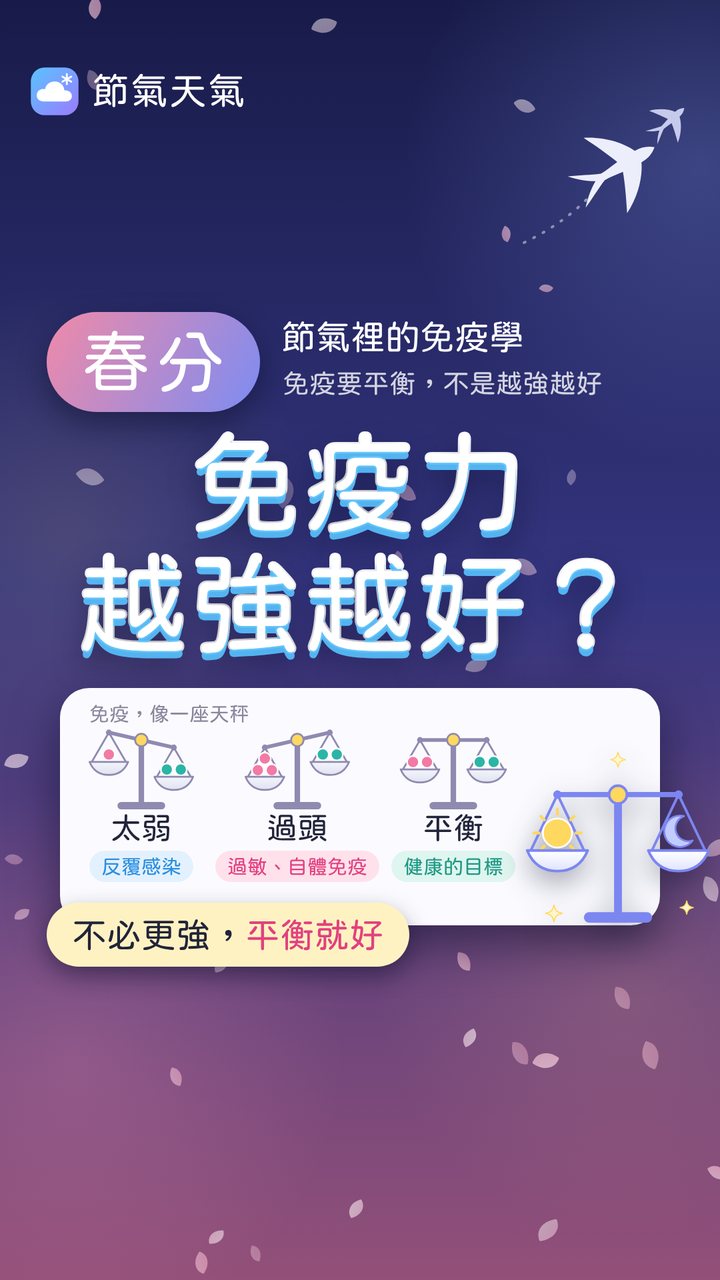 節氣天氣
春分
節氣裡的免疫學
免疫要平衡，不是越強越好
免疫力
越強越好？
免疫，像一座天秤
太弱
過頭
平衡
反覆感染
過敏、自體免疫
健康的目標
不必更強，平衡就好